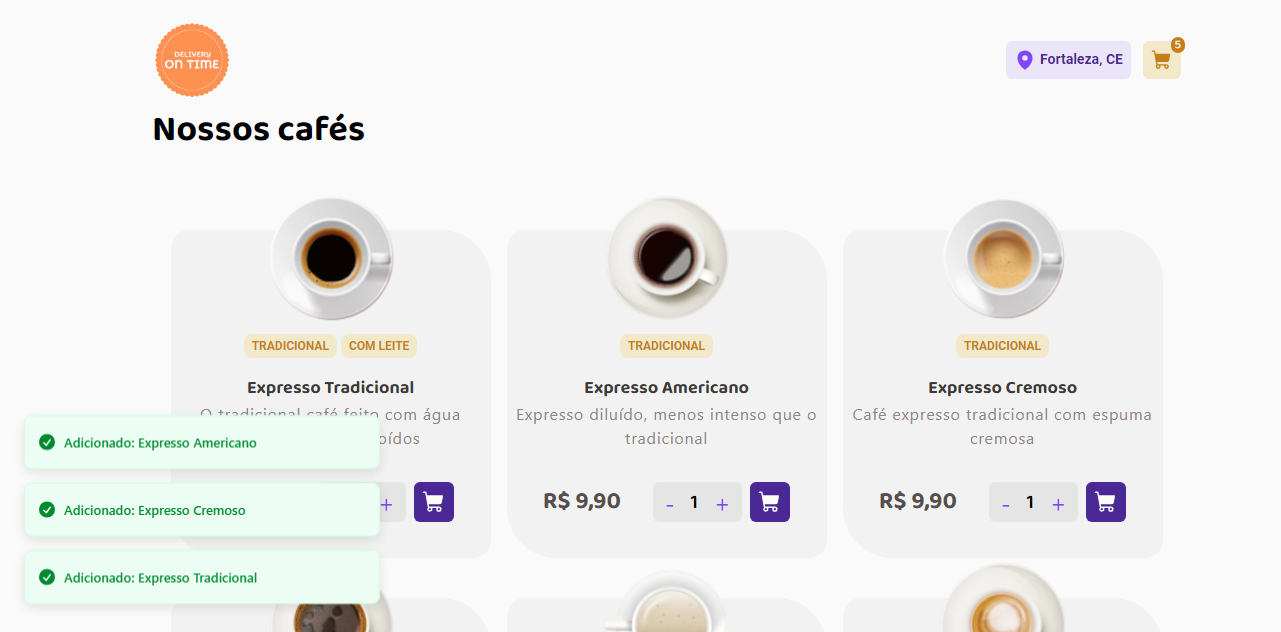 DELIVERY
ON TIME
Fortaleza, CE
5
Nossos cafés
TRADICIONAL
COM LEITE
Expresso Tradicional
O tradicional café feito com água
oídos
+
TRADICIONAL
Expresso Americano
Expresso diluído, menos intenso que o
tradicional
R$ 9,90
- 1 +
TRADICIONAL
Expresso Cremoso
Café expresso tradicional com espuma
cremosa
R$ 9,90
- 1 +
Adicionado: Expresso Americano
Adicionado: Expresso Cremoso
Adicionado: Expresso Tradicional